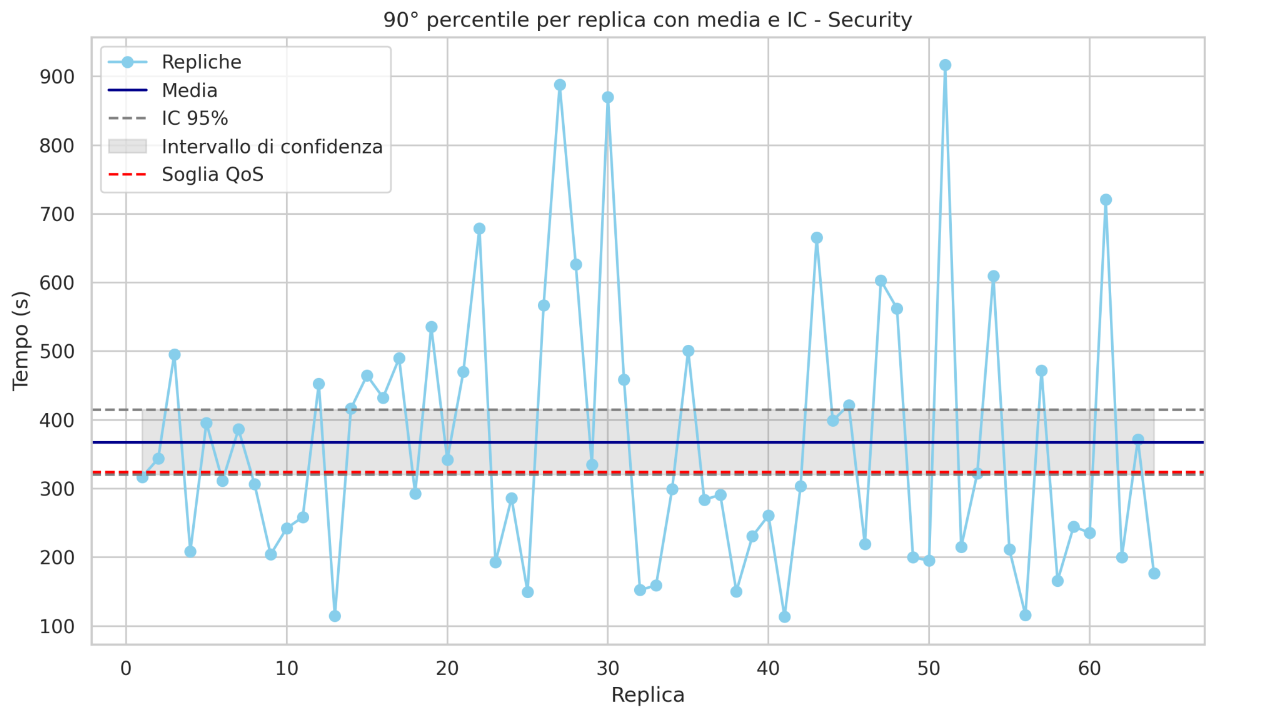 90° percentile per replica con media e IC - Security
Repliche
Media
IC 95%
Intervallo di confidenza
Soglia QoS
900
800
700
600
500
400
300
200
100
Tempo (s)
0 10 20 30 40 50 60
Replica